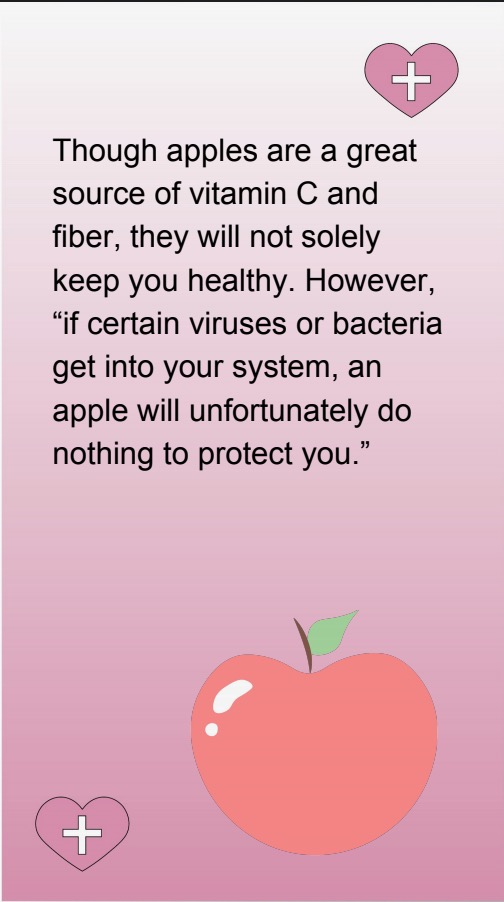 Though apples are a great
source of vitamin C and
fiber, they will not solely
keep you healthy. However,
“if certain viruses or bacteria
get into your system, an
apple will unfortunately do
nothing to protect you.”